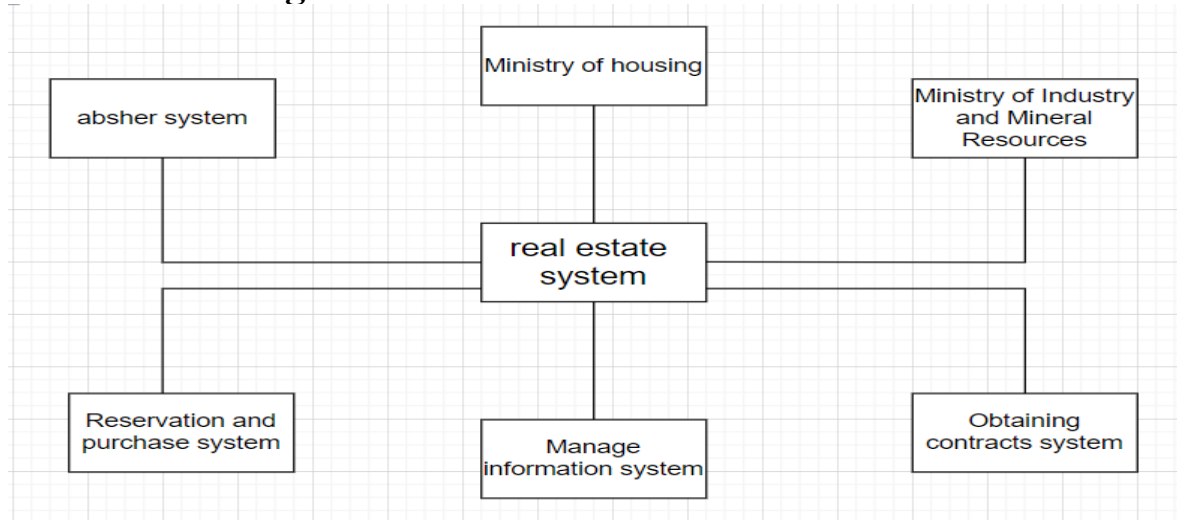 Ministry of housing
absher system
Ministry of Industry
and Mineral
Resources
real estate
system
Reservation and
purchase system
Manage
information system
Obtaining
contracts system